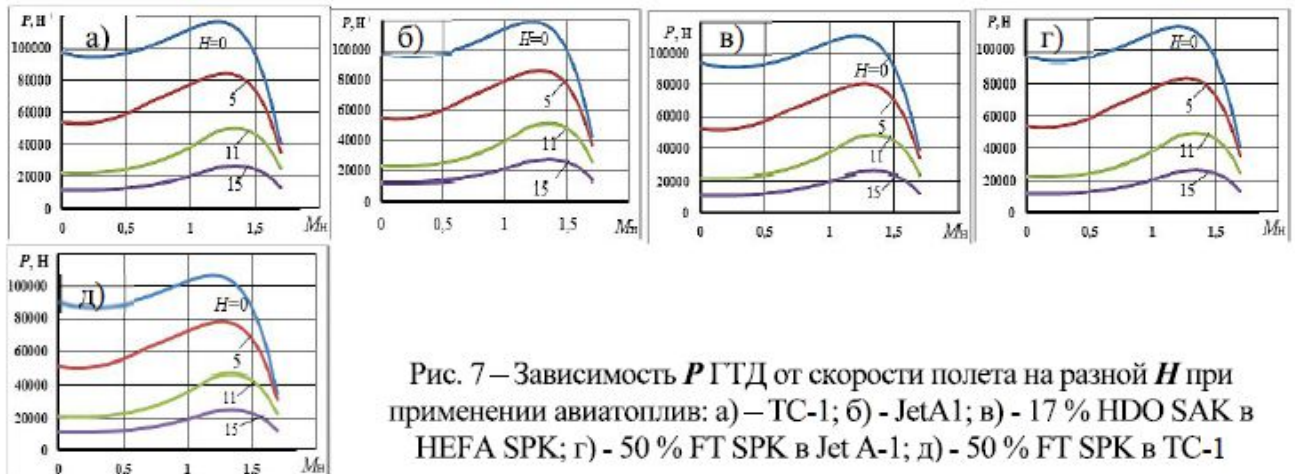 P, Н
а)
H=0
100000
80000
5
60000
40000
11
20000
15
0
0 0,5 1 1,5 Mн
P, Н
б)
H=0
100000
80000
5
60000
40000
11
20000
15
0
0 0,5 1 1,5 Mн
P, Н
в)
100000
H=0
80000
5
60000
40000
11
20000
15
0
0 0,5 1 1,5 Mн
P, Н
г)
H=0
100000
80000
5
60000
40000
11
20000
15
0
0 0,5 1 1,5 Mн
P, Н
д)
100000
H=0
80000
5
60000
40000
11
20000
15
0
0 0,5 1 1,5 Mн
Рис. 7 – Зависимость P ГТД от скорости полета на разной H при
применении авиатоплив: а) – ТС-1; б) - JetA1; в) - 17 % HDO SAK в
HEFA SPK; г) - 50 % FT SPK в Jet A-1; д) - 50 % FT SPK в ТС-1